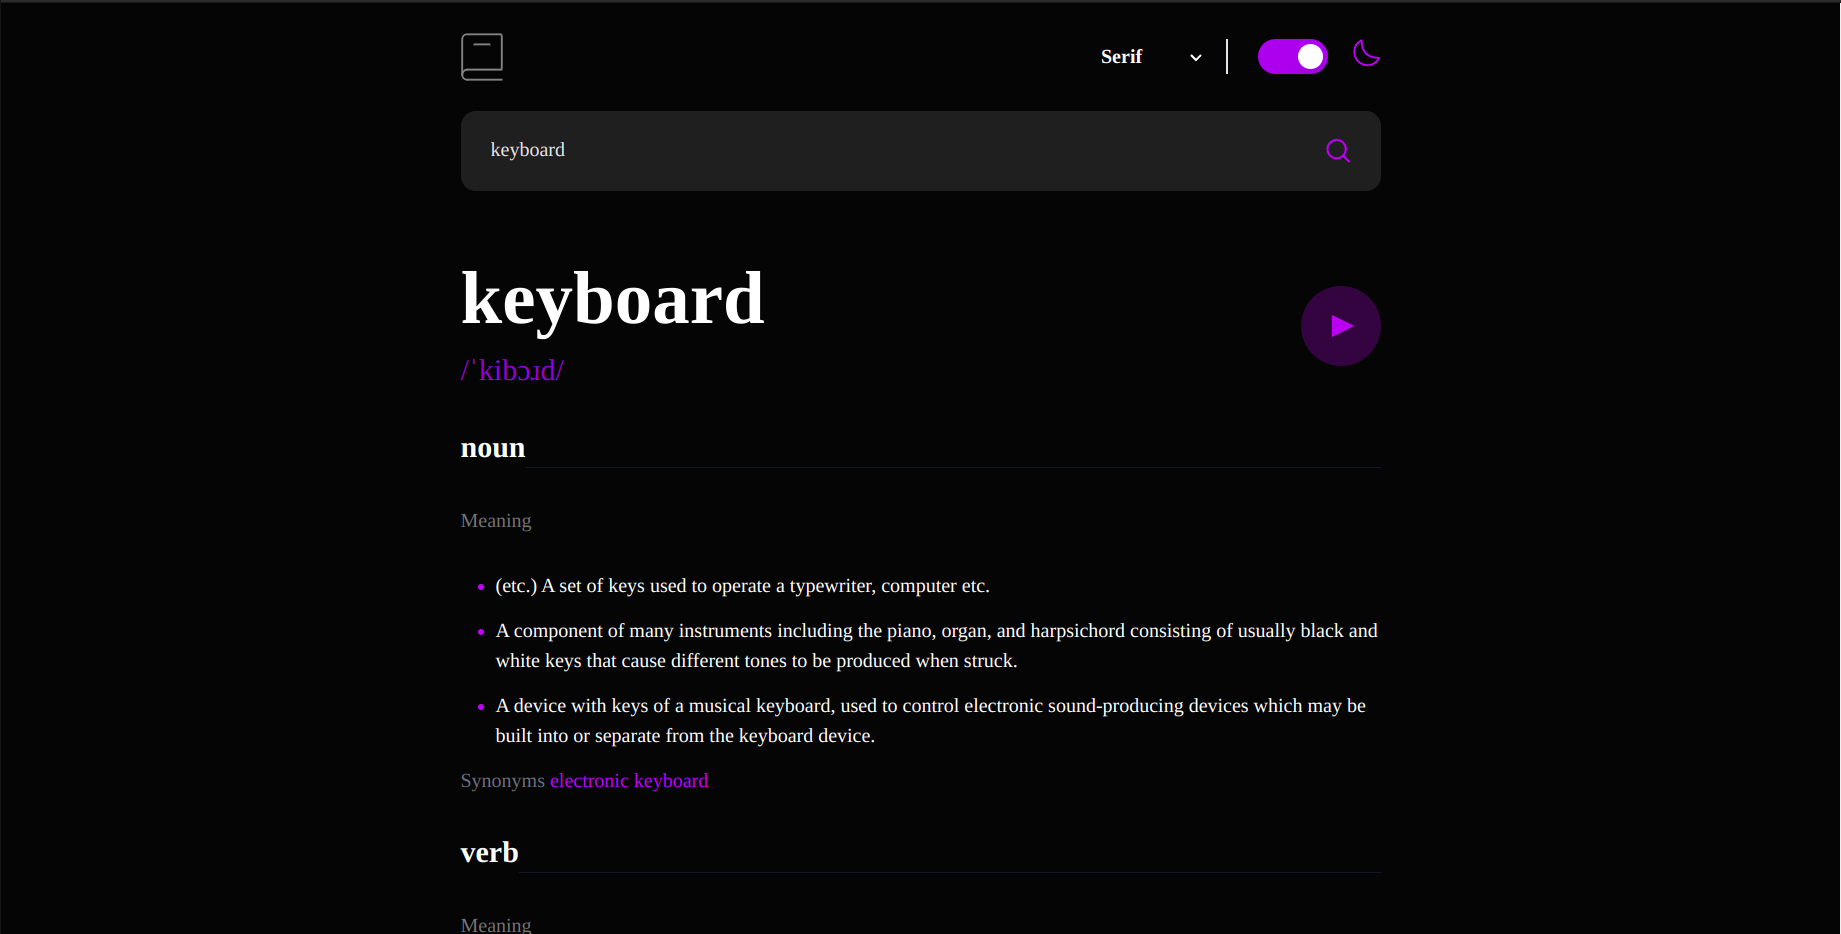 Serif
keyboard
keyboard
/ˈkibɔɹd/
noun
Meaning
(etc.) A set of keys used to operate a typewriter, computer etc.
A component of many instruments including the piano, organ, and harpsichord consisting of usually black and
white keys that cause different tones to be produced when struck.
A device with keys of a musical keyboard, used to control electronic sound-producing devices which may be
built into or separate from the keyboard device.
Synonyms electronic keyboard
verb
Meaning